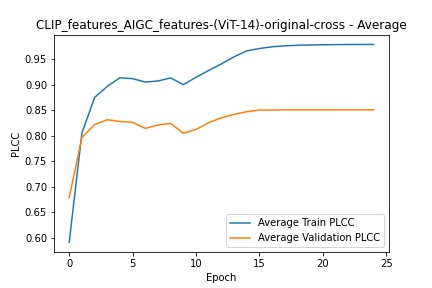 CLIP_features_AIGC_features-(ViT-14)-original-cross - Average
PLCC
0.95
0.90
0.85
0.80
0.75
0.70
0.65
0.60
Average Train PLCC
Average Validation PLCC
0 5 10 15 20 25
Epoch